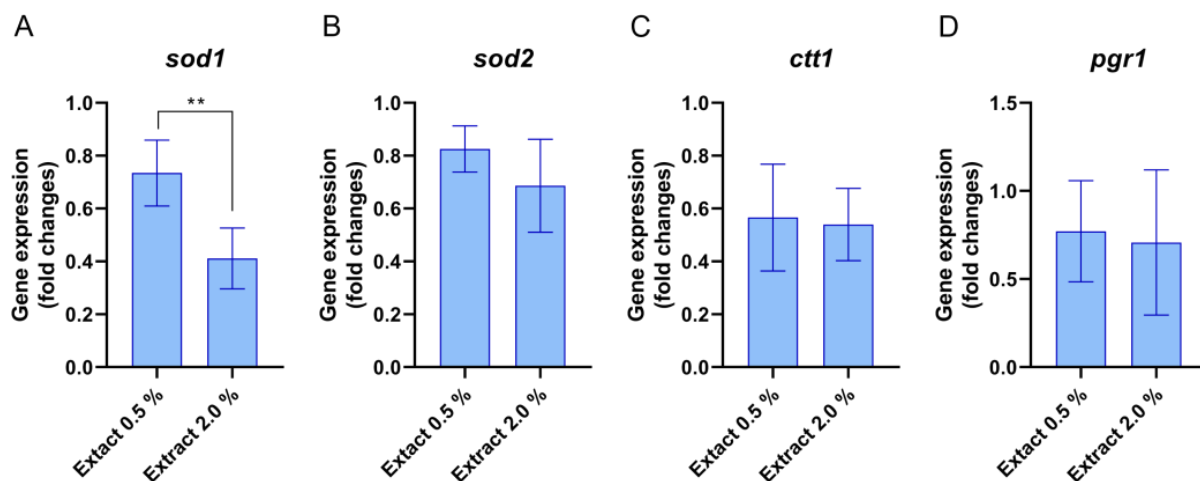 A
sod1
**
Gene expression
(fold changes)
1.0
0.8
0.6
0.4
0.2
0.0
Extact 0.5 %
Extract 2.0 %
B
sod2
Gene expression
(fold changes)
1.0
0.8
0.6
0.4
0.2
0.0
Extact 0.5 %
Extract 2.0 %
C
ctt1
Gene expression
(fold changes)
1.0
0.8
0.6
0.4
0.2
0.0
Extact 0.5 %
Extract 2.0 %
D
pgr1
Gene expression
(fold changes)
1.5
1.0
0.5
0.0
Extact 0.5 %
Extract 2.0 %